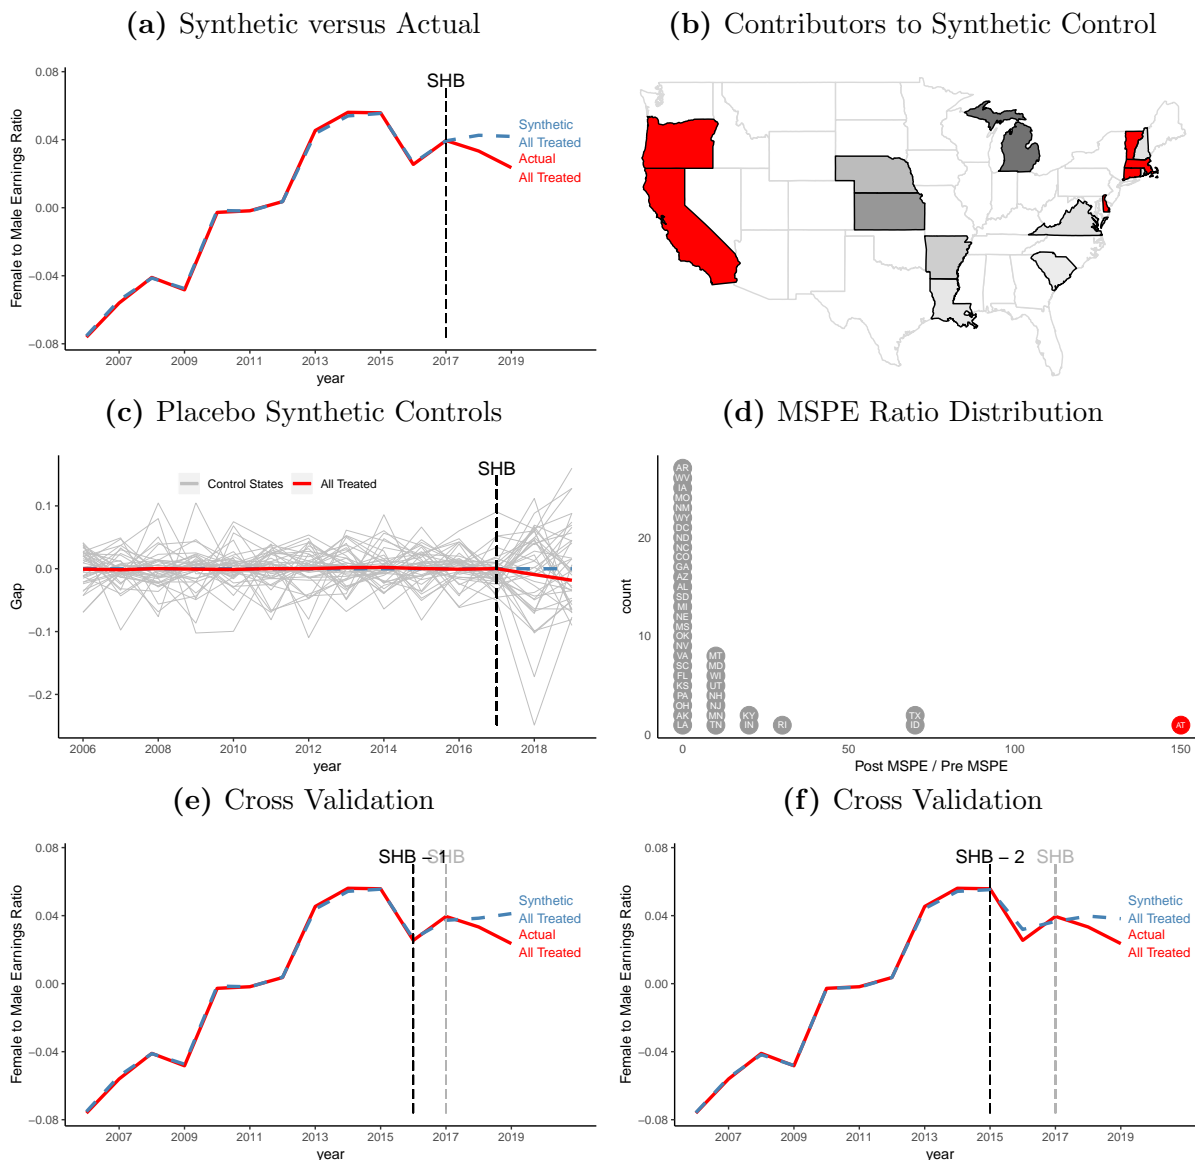 (a) Synthetic versus Actual
SHB
0.08
0.04
0.00
−0.04
−0.08
Female to Male Earnings Ratio
Synthetic
All Treated
Actual
All Treated
2007 2009 2011 2013 2015 2017 2019
year
(b) Contributors to Synthetic Control
(c) Placebo Synthetic Controls
SHB
Control States All Treated
0.1
0.0
−0.1
−0.2
Gap
2006 2008 2010 2012 2014 2016 2018
year
(d) MSPE Ratio Distribution
20
10
0
count
AR
WV
IA
MO
NM
WY
DC
ND
NC
CO
GA
AZ
AL
SD
MI
NE
MS
OK
NV
VA
SC
FL
KS
PA
OH
AK
LA
MT
MD
WI
UT
NH
NJ
MN
TN
KY
IN
RI
TX
ID
AT
0 50 100 150
Post MSPE / Pre MSPE
(e) Cross Validation
SHB − 1 SHB
0.08
0.04
0.00
−0.04
−0.08
Female to Male Earnings Ratio
Synthetic
All Treated
Actual
All Treated
2007 2009 2011 2013 2015 2017 2019
year
(f) Cross Validation
SHB − 2 SHB
0.08
0.04
0.00
−0.04
−0.08
Female to Male Earnings Ratio
Synthetic
All Treated
Actual
All Treated
2007 2009 2011 2013 2015 2017 2019
year